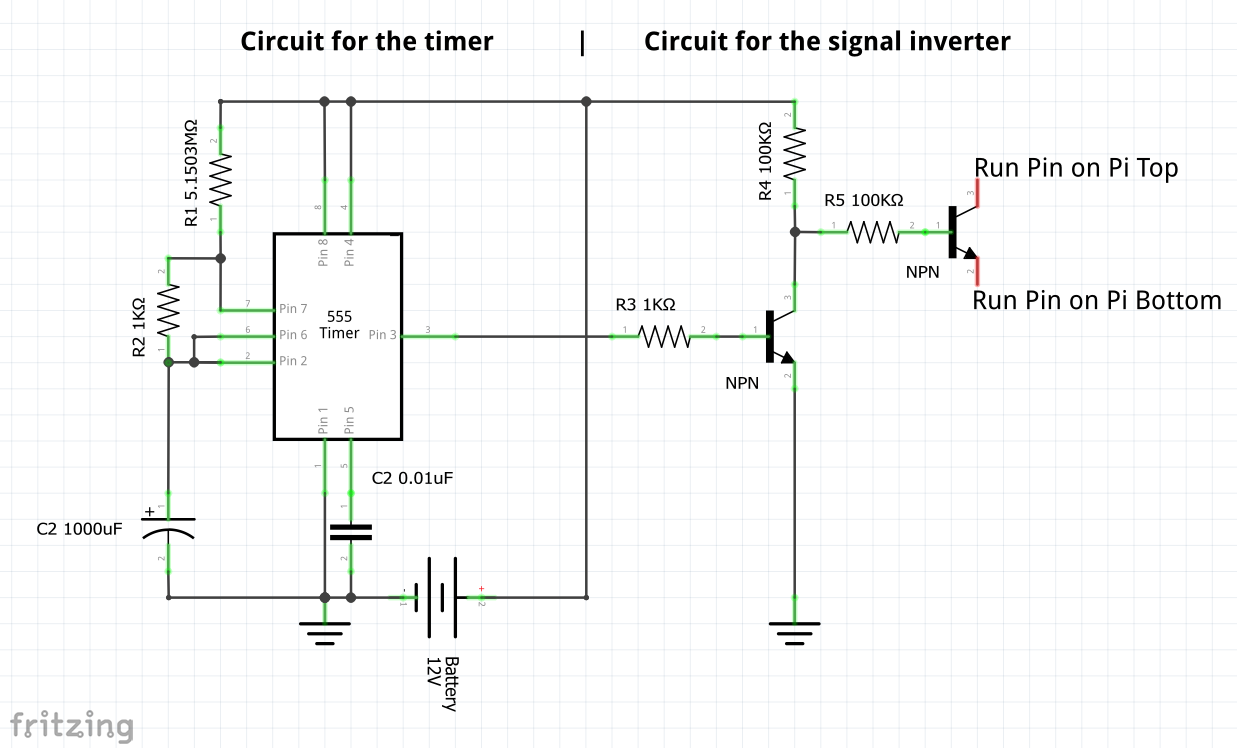 Circuit for the timer | Circuit for the signal inverter
R1 5.1503MΩ
2
1
8
4
Pin 8
Pin 4
R4 100KΩ
2
1
Run Pin on Pi Top
3
R5 100KΩ
1
2
1
NPN
2
Run Pin on Pi Bottom
R2 1KΩ
2
1
7
Pin 7
6
Pin 6
2
Pin 2
555
Timer
Pin 3
3
R3 1KΩ
1
2
1
3
2
NPN
Pin 1
Pin 5
1
5
C2 0.01uF
1
2
C2 1000uF
+
1
2
-
1
+
2
Battery
12V
fritzing